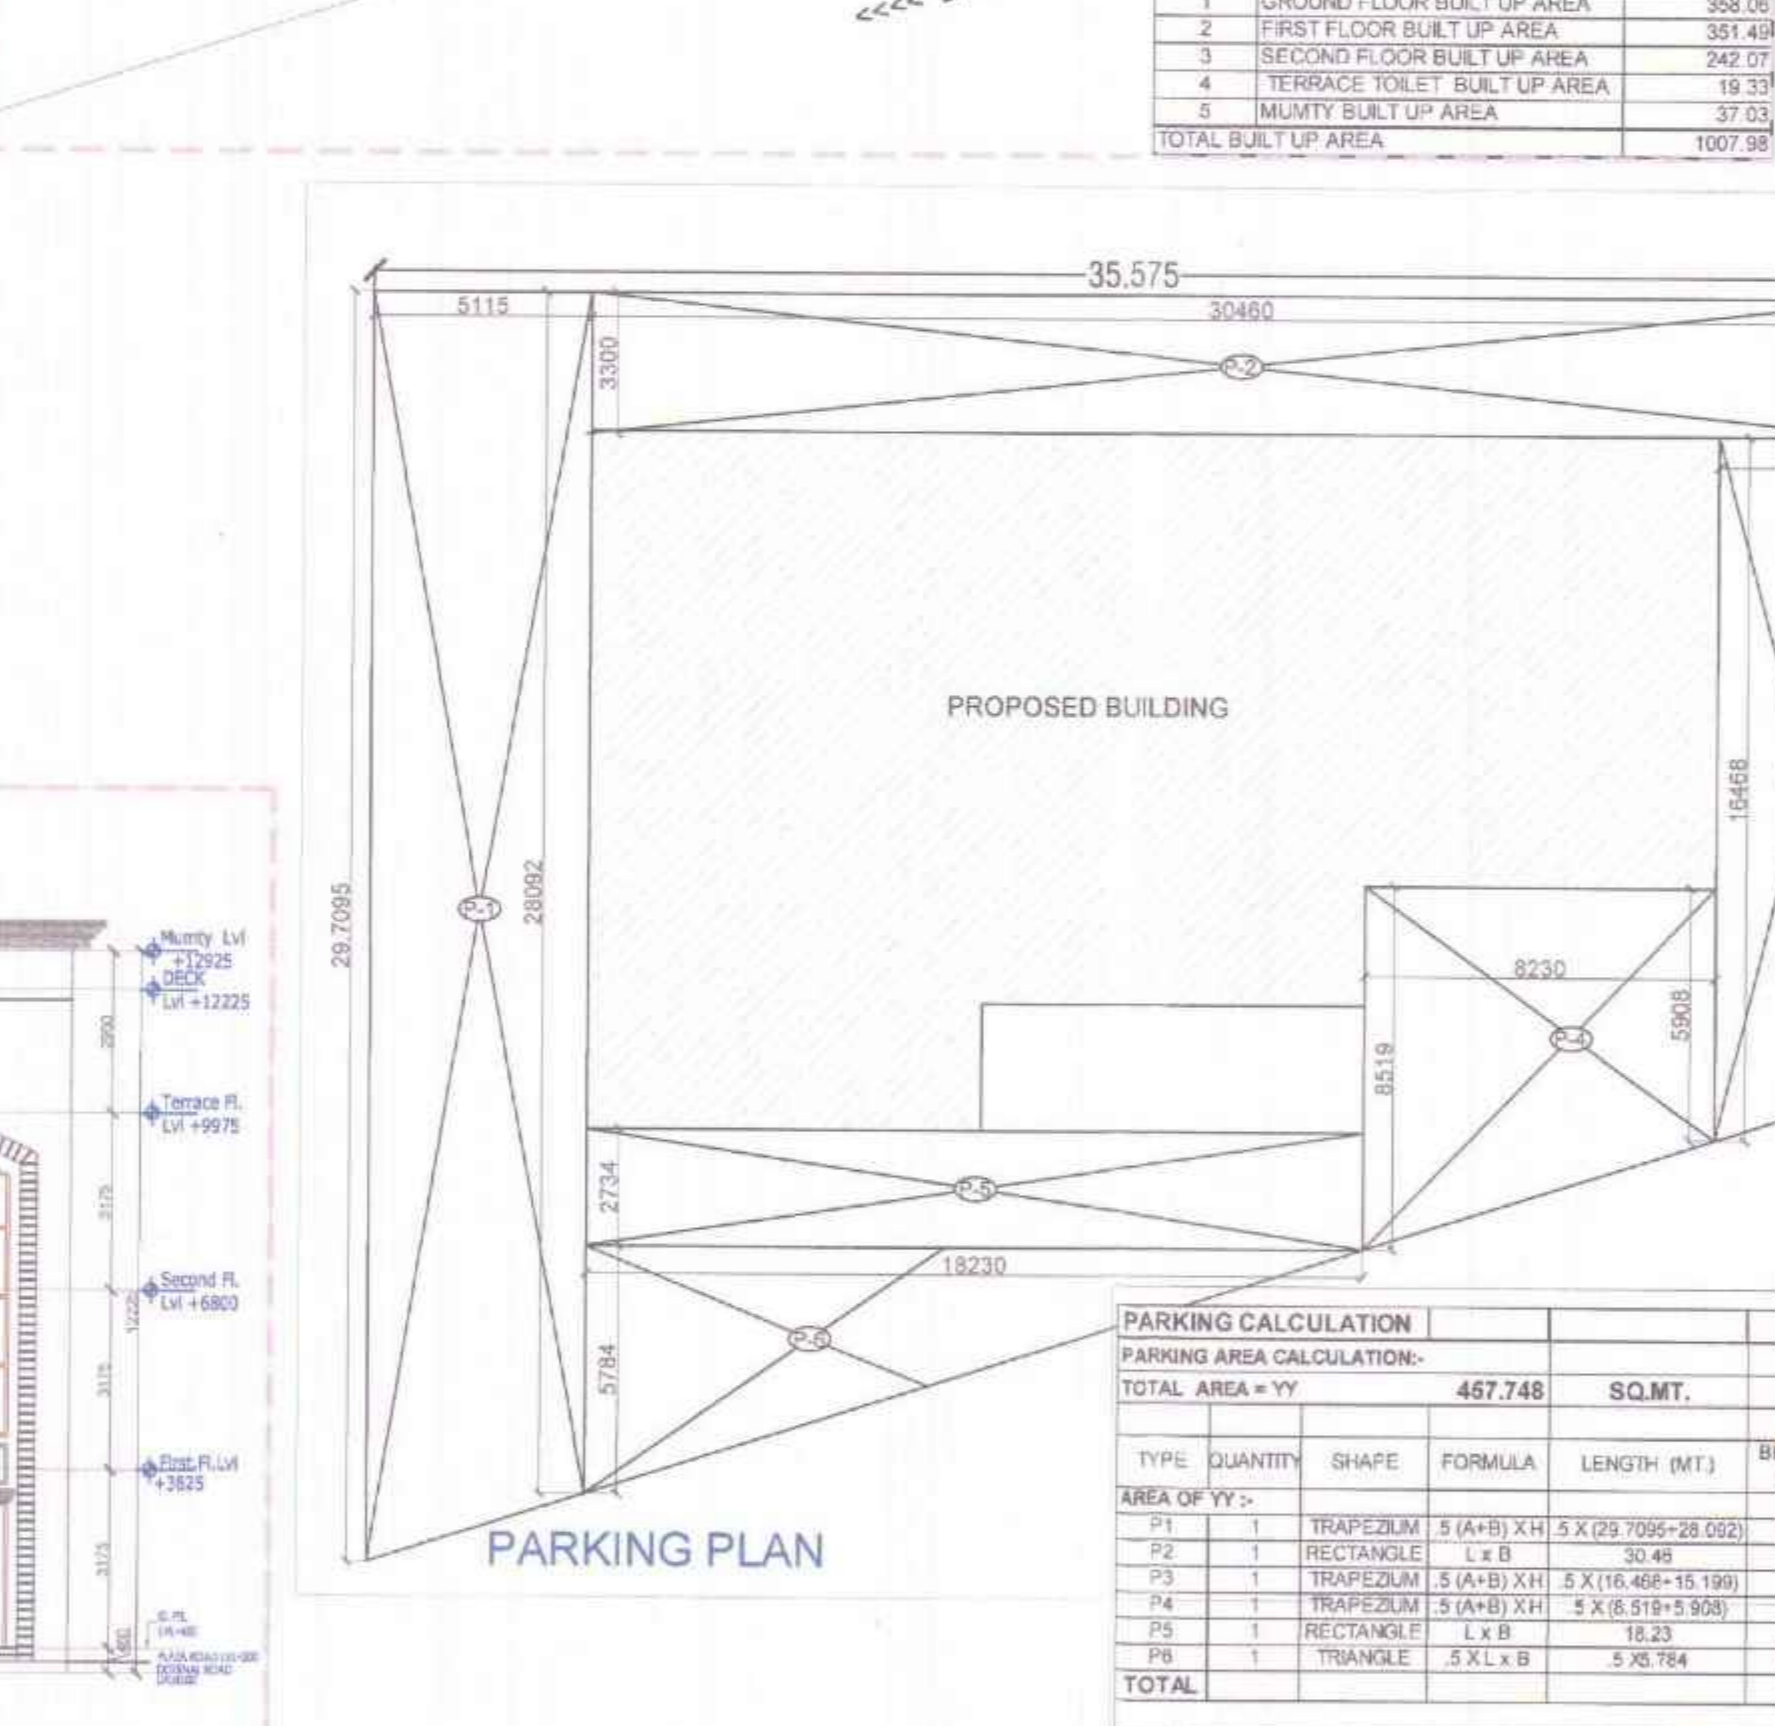 1 GROUND FLOOR BUILT UP AREA 358.06
2 FIRST FLOOR BUILT UP AREA 351.49
3 SECOND FLOOR BUILT UP AREA 242.07
4 TERRACE TOILET BUILT UP AREA 19.33
5 MUMTY BUILT UP AREA 37.03
TOTAL BUILT UP AREA 1007.98
<<<<
35.575
5115
30460
3300
P-2
PROPOSED BUILDING
16468
29.7095
28092
P-1
8230
5908
P-4
8519
2734
P-5
18230
P-6
5784
PARKING PLAN
Mumty Lvl
+12925
DECK
Lvl +12225
Terrace Fl.
Lvl +9975
3175
Second Fl.
Lvl +6800
3175
First.Fl.Lvl
+3625
3175
PARKING CALCULATION
PARKING AREA CALCULATION:-
TOTAL AREA = YY 457.748 SQ.MT.
TYPE QUANTITY SHAPE FORMULA LENGTH (MT.)
AREA OF YY :-
P1 1 TRAPEZIUM .5 (A+B) X H .5 X (29.7095+28.092)
P2 1 RECTANGLE L x B 30.46
P3 1 TRAPEZIUM .5 (A+B) X H .5 X (16.468+15.199)
P4 1 TRAPEZIUM .5 (A+B) X H .5 X (8.519+5.908)
P5 1 RECTANGLE L x B 18.23
P6 1 TRIANGLE .5 X L x B .5 X5.784
TOTAL